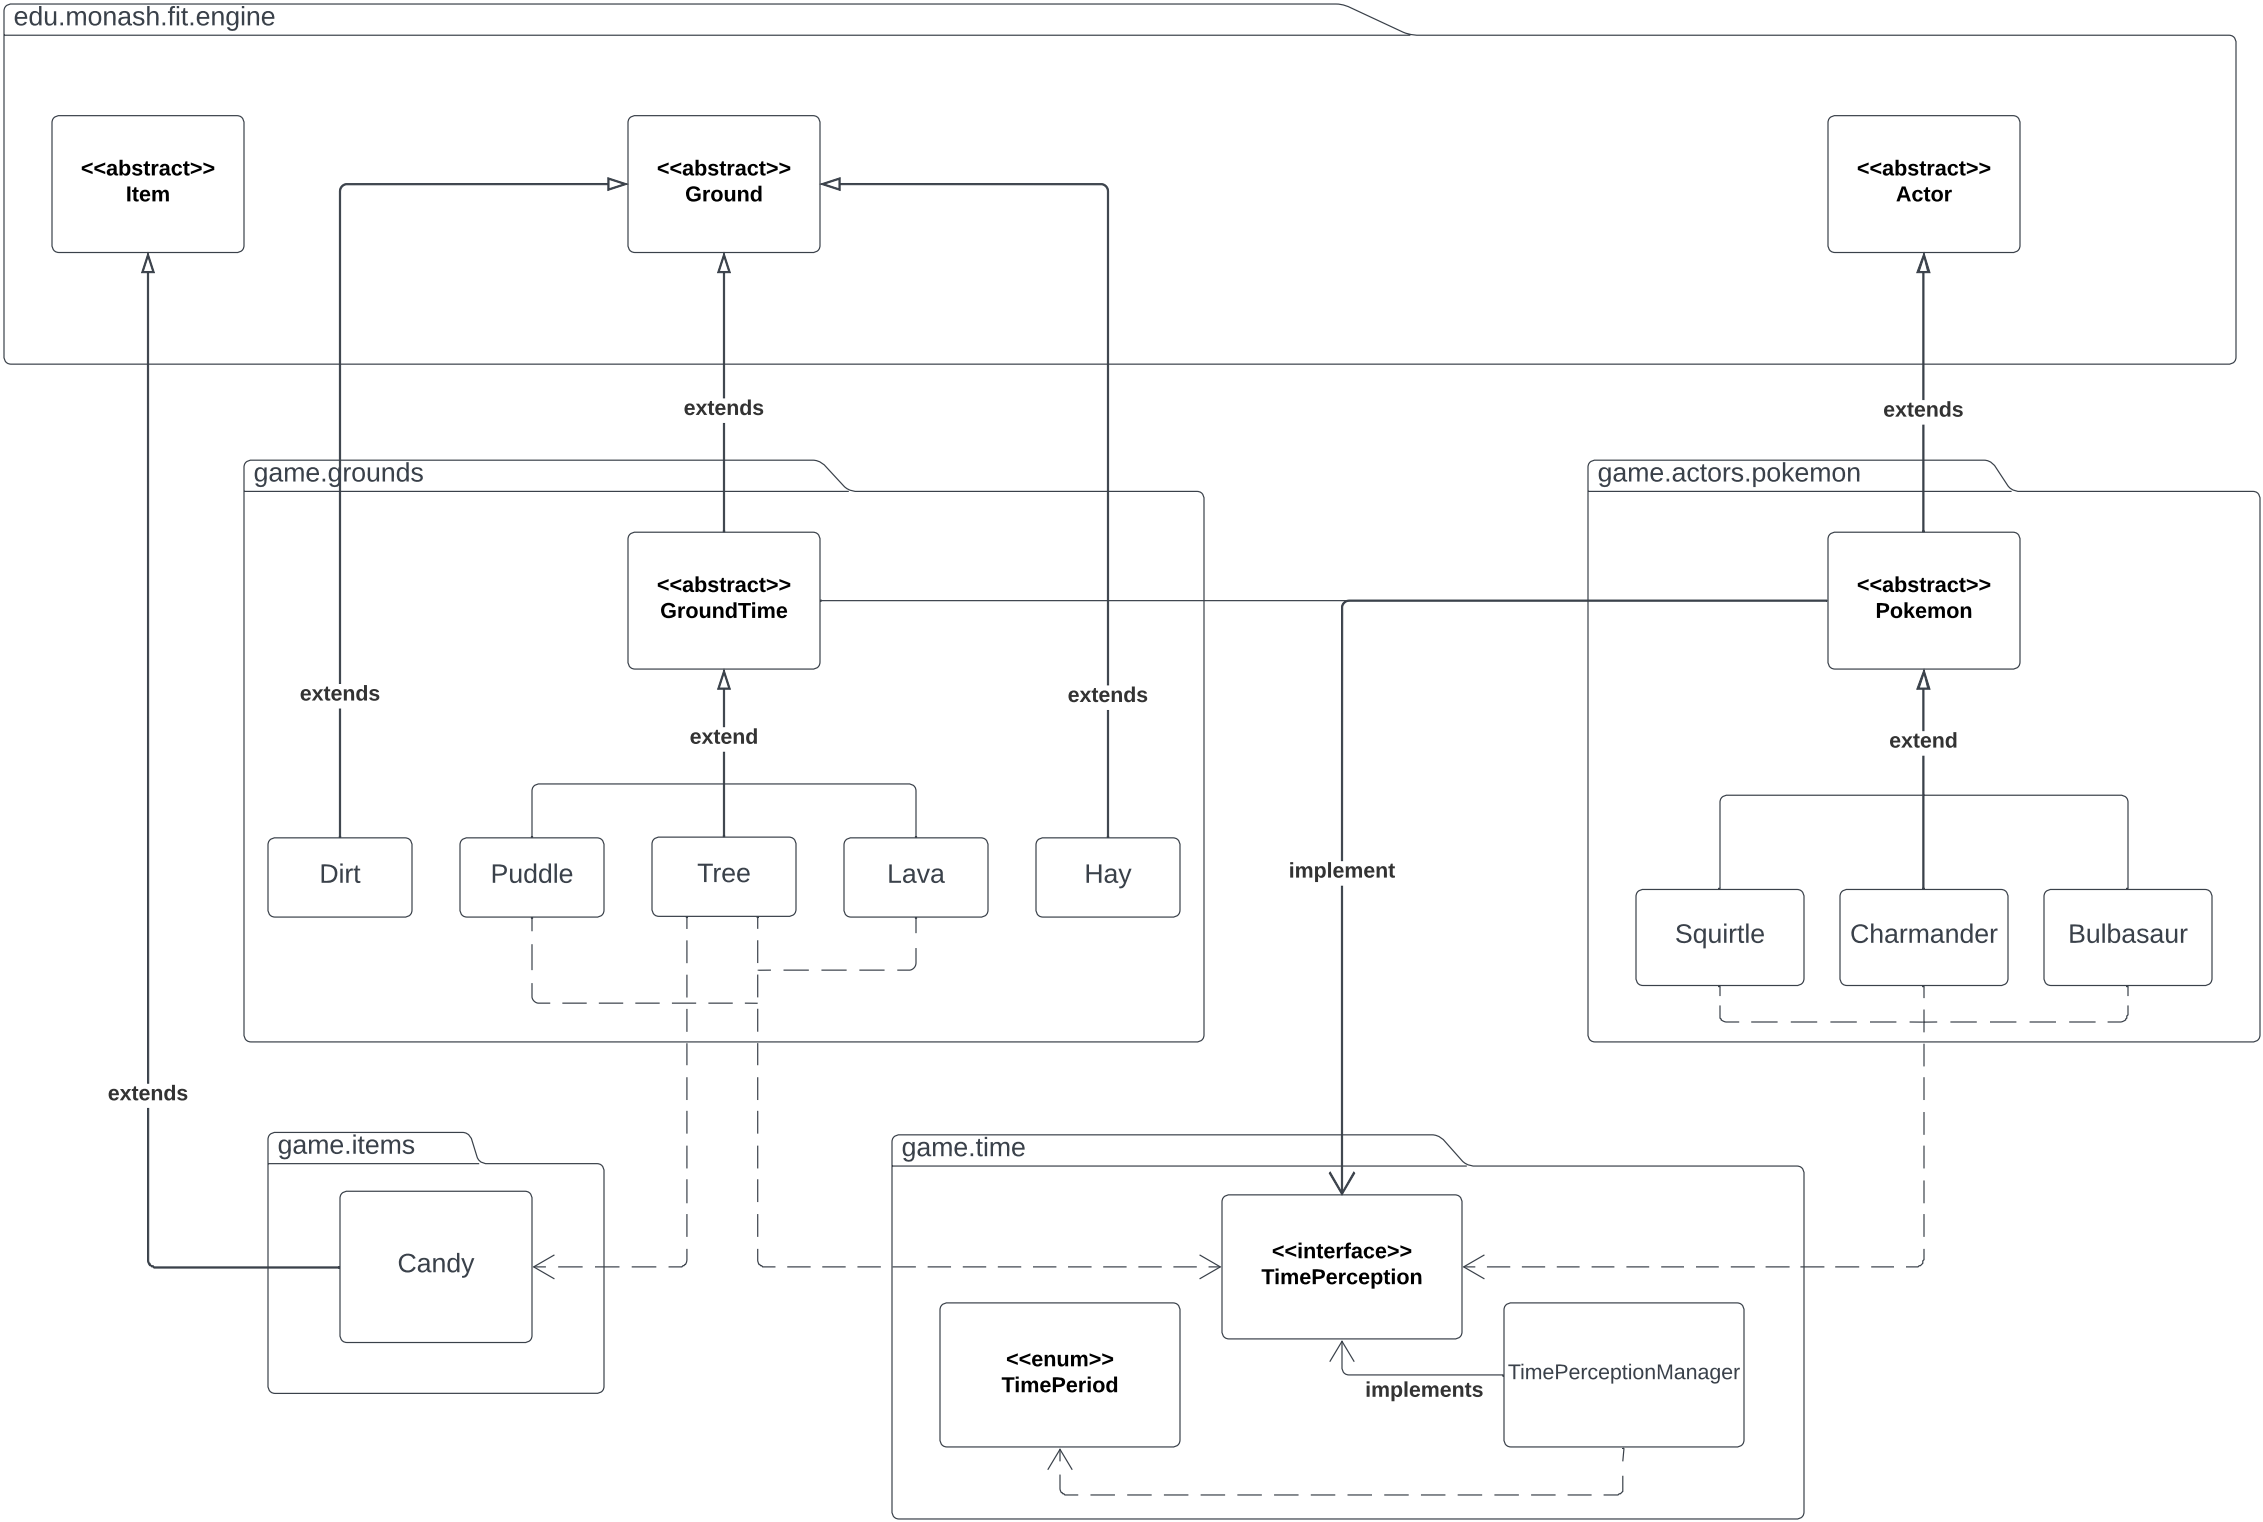 edu.monash.fit.engine
<<abstract>>
Item
<<abstract>>
Ground
<<abstract>>
Actor
extends
extends
game.grounds
game.actors.pokemon
<<abstract>>
GroundTime
<<abstract>>
Pokemon
extends
extends
extend
extend
Dirt
Puddle
Tree
Lava
Hay
implement
Squirtle
Charmander
Bulbasaur
extends
game.items
game.time
Candy
<<interface>>
TimePerception
<<enum>>
TimePeriod
TimePerceptionManager
implements